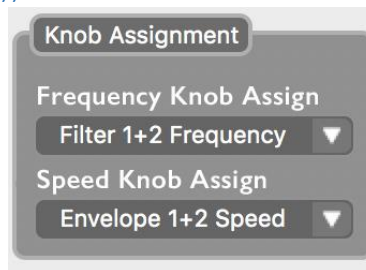 Knob Assignment
Frequency Knob Assign
Filter 1+2 Frequency
Speed Knob Assign
Envelope 1+2 Speed